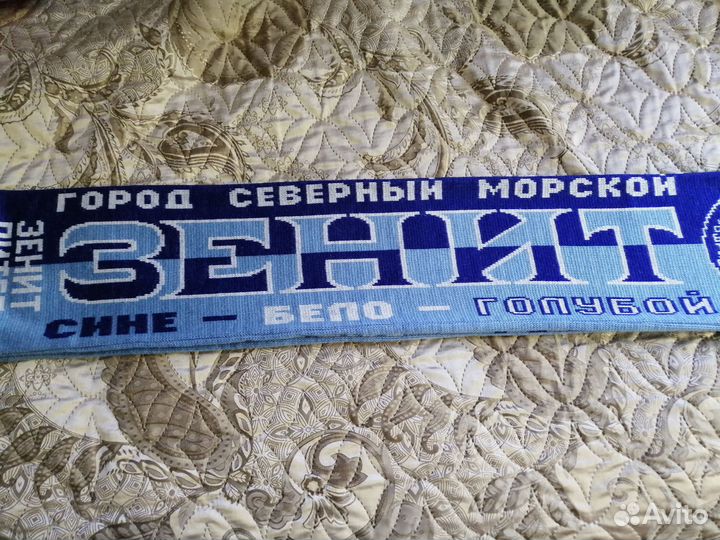 ГОРОД СЕВЕРНЫЙ МОРСКОЙ
ЗЕНИТ
ЗЕНИТ
СИНЕ – БЕЛО – ГОЛУБОЙ
Avito